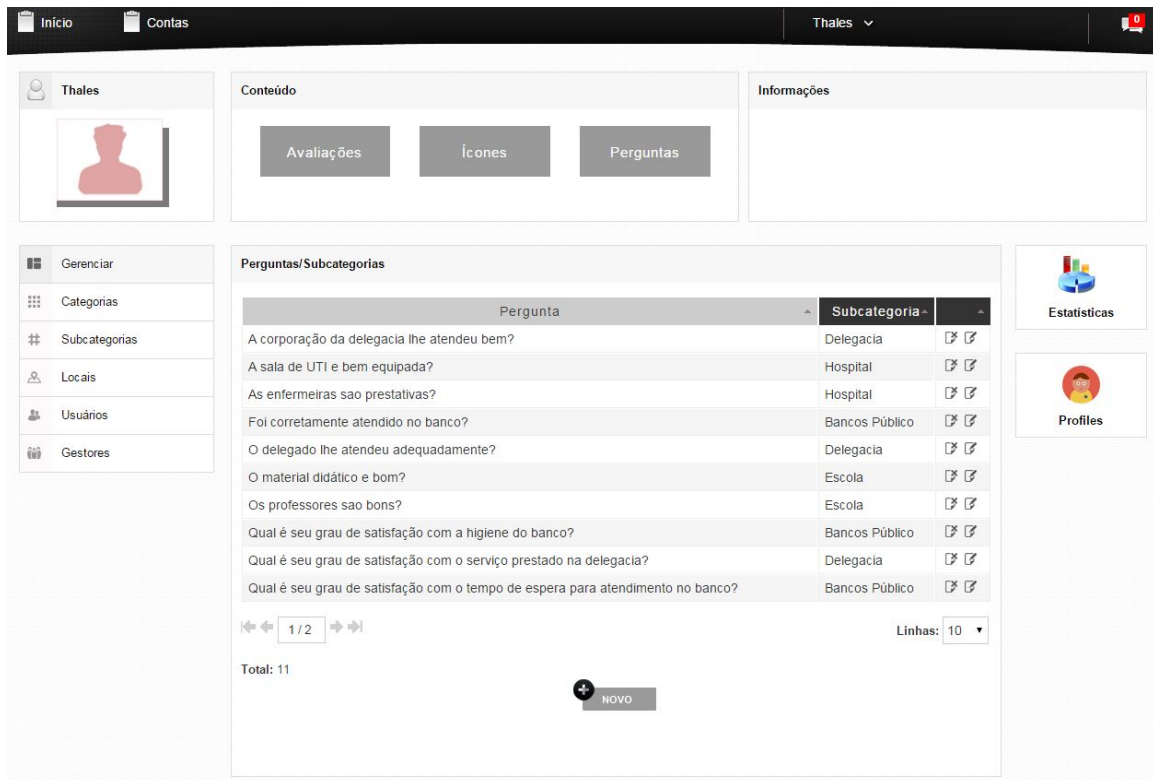 Início Contas Thales 0
Thales Conteúdo Informações
Avaliações Ícones Perguntas
Gerenciar
Categorias
Subcategorias
Locais
Usuários
Gestores
Perguntas/Subcategorias
Pergunta Subcategoria
A corporação da delegacia lhe atendeu bem? Delegacia
A sala de UTI e bem equipada? Hospital
As enfermeiras sao prestativas? Hospital
Foi corretamente atendido no banco? Bancos Público
O delegado lhe atendeu adequadamente? Delegacia
O material didático e bom? Escola
Os professores sao bons? Escola
Qual é seu grau de satisfação com a higiene do banco? Bancos Público
Qual é seu grau de satisfação com o serviço prestado na delegacia? Delegacia
Qual é seu grau de satisfação com o tempo de espera para atendimento no banco? Bancos Público
1 / 2 Linhas: 10
Total: 11
NOVO
Estatísticas
Profiles